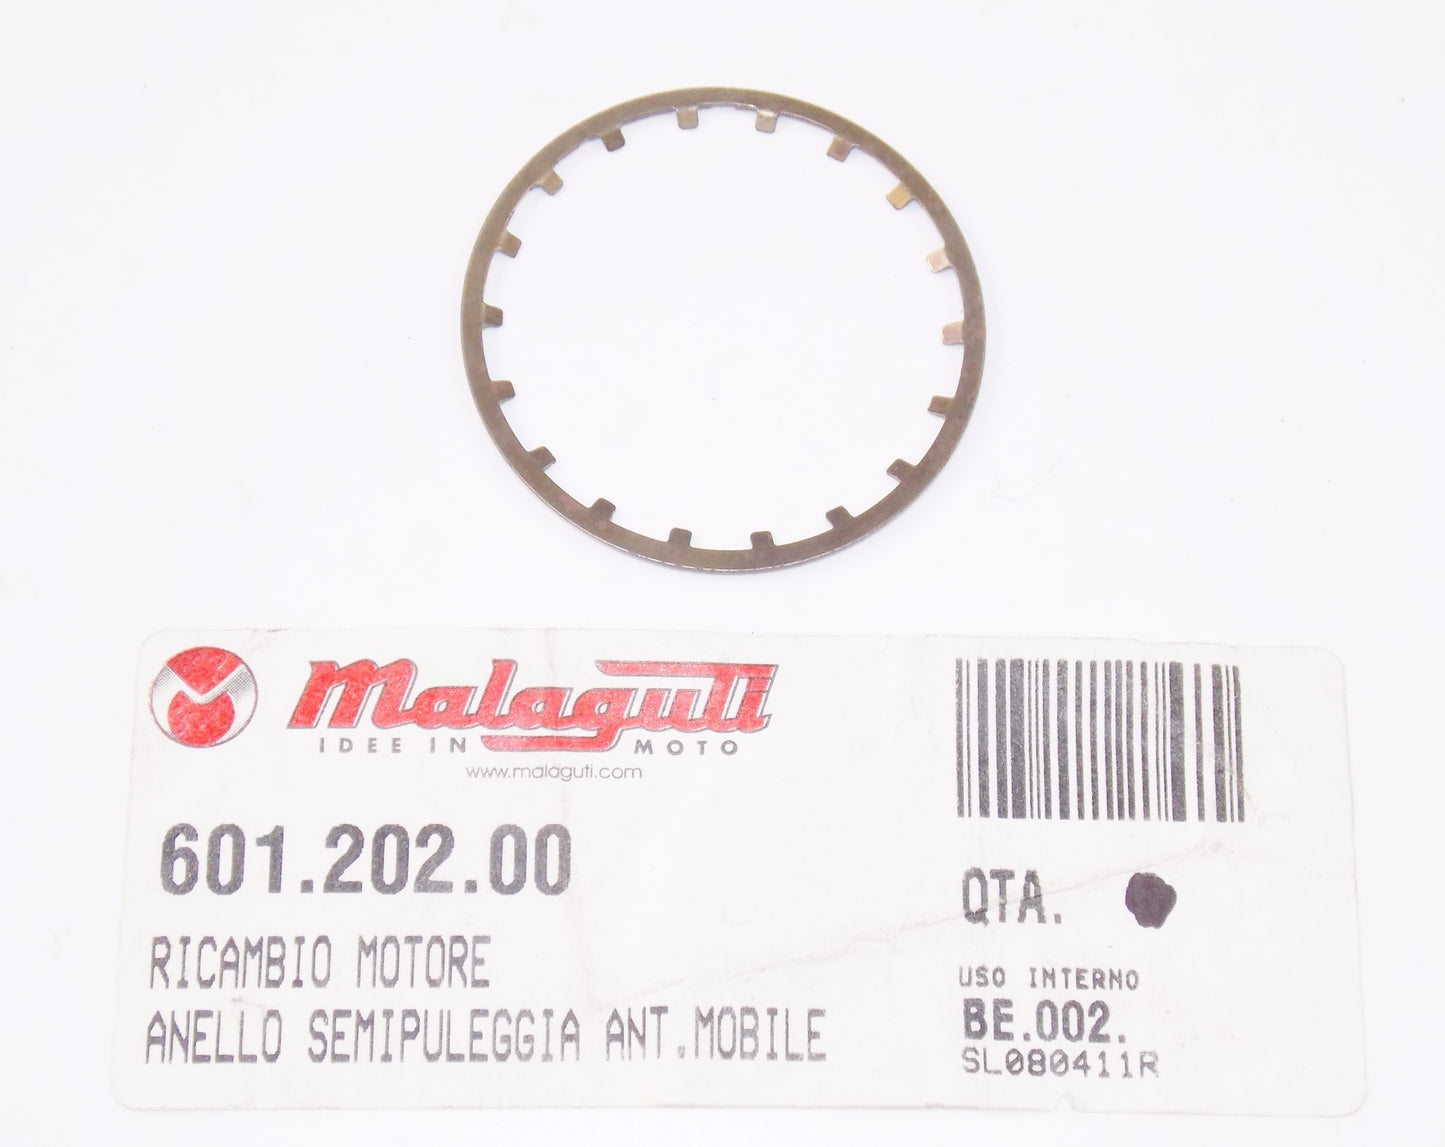 Malaguti
IDEE IN MOTO
www.malaguti.com
601.202.00
RICAMBIO MOTORE
ANELLO SEMIPULEGGIA ANT.MOBILE
QTA.
USO INTERNO
BE.002.
SL080411R